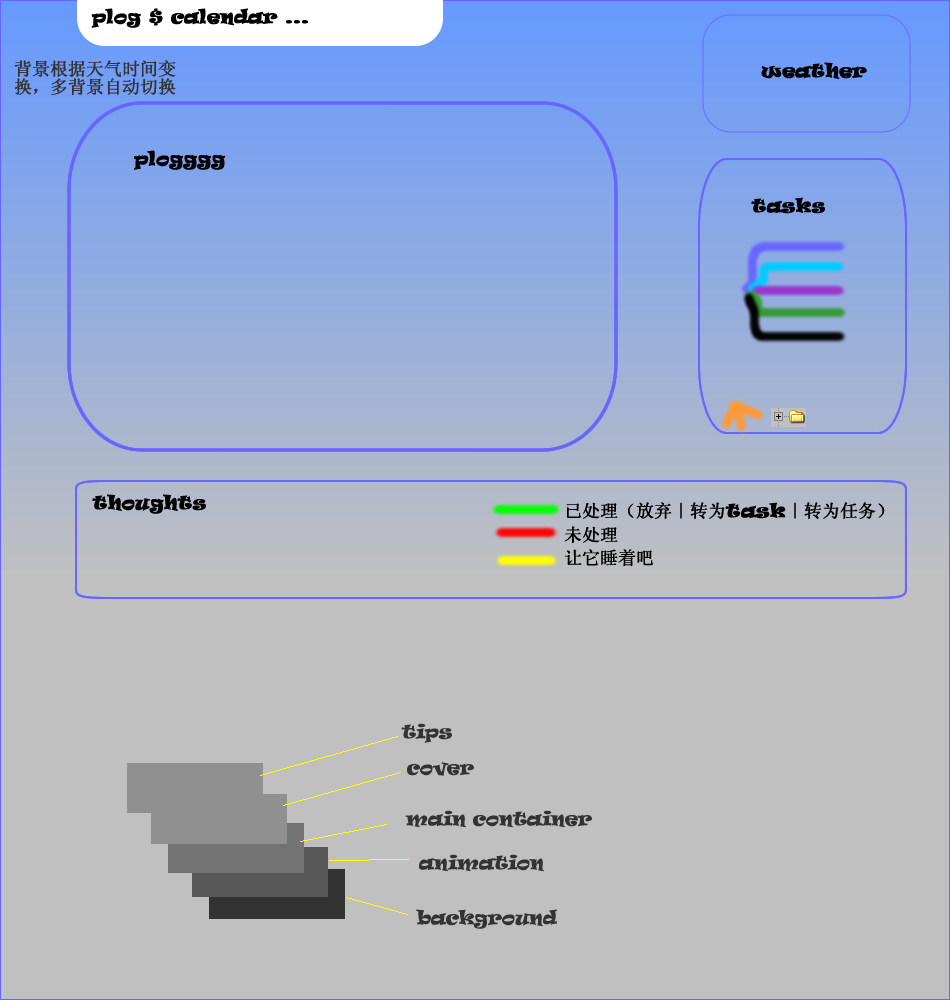 plog $ calendar ...
背景根据天气时间变
换，多背景自动切换
weather
plogggg
tasks
thoughts
已处理（放弃｜转为task｜转为任务）
未处理
让它睡着吧
tips
cover
main container
animation
background